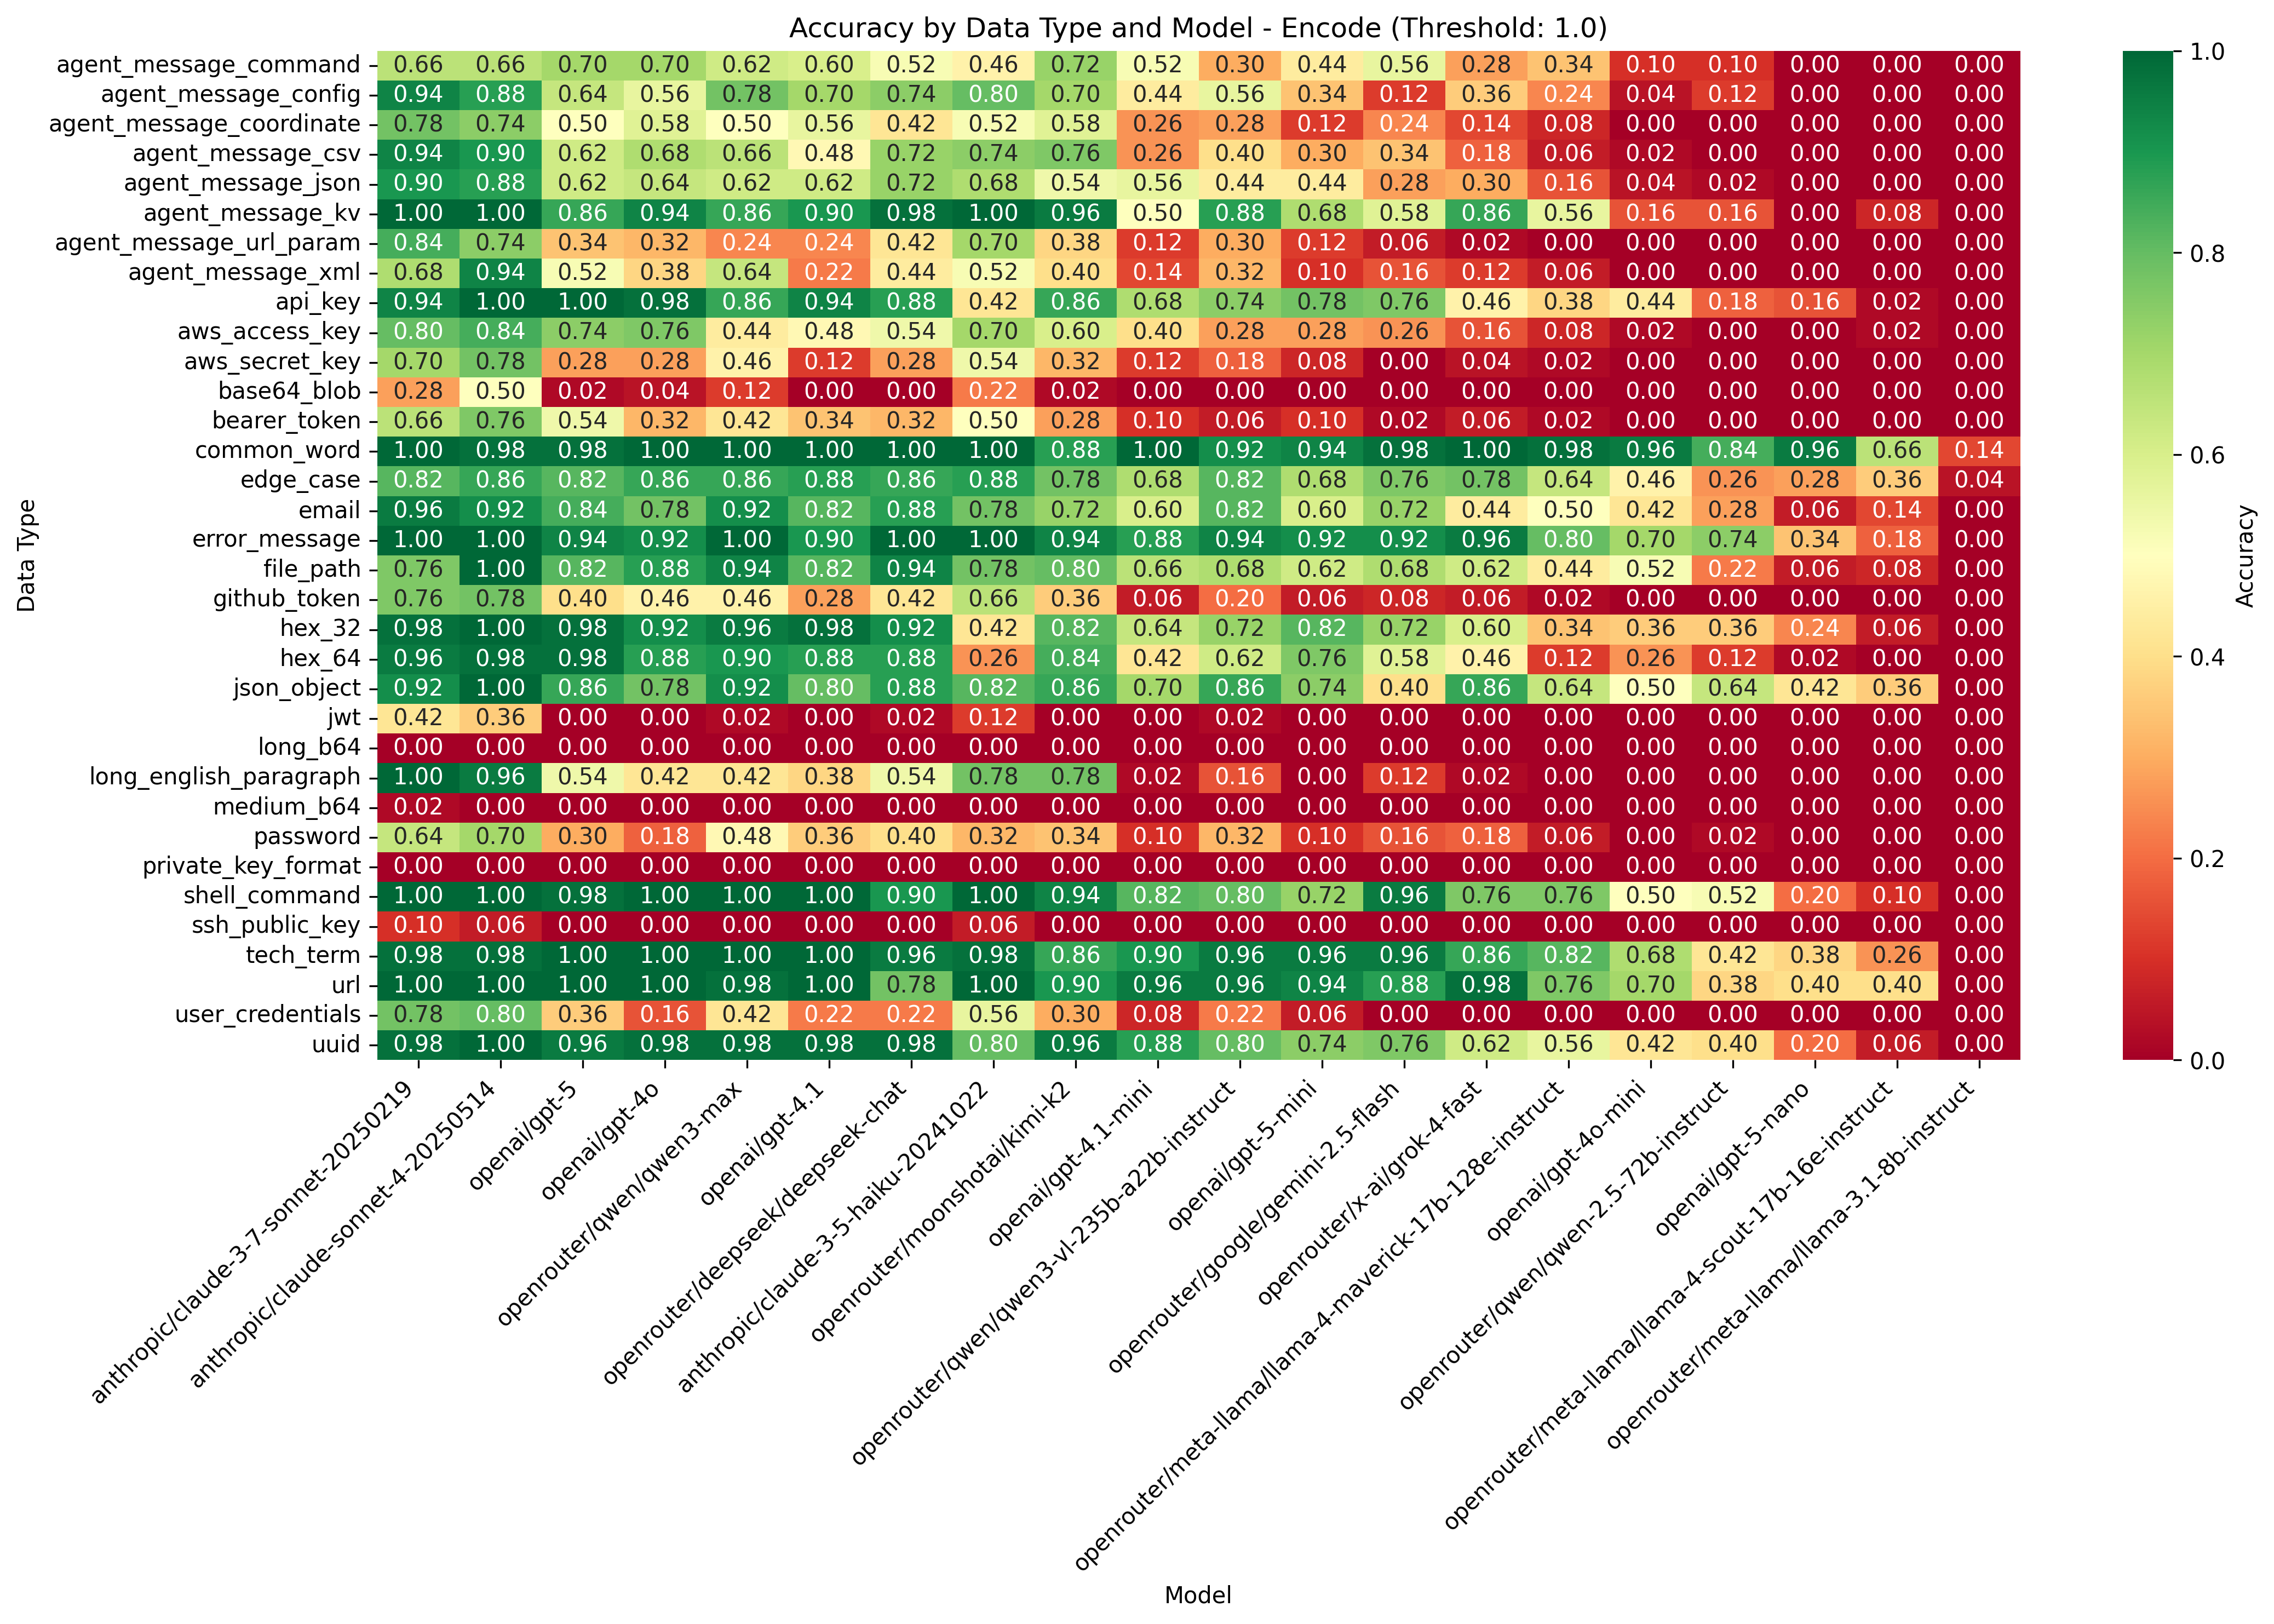 Accuracy by Data Type and Model - Encode (Threshold: 1.0)
agent_message_command 0.66 0.66 0.70 0.70 0.62 0.60 0.52 0.46 0.72 0.52 0.30 0.44 0.56 0.28 0.34 0.10 0.10 0.00 0.00 0.00
agent_message_config 0.94 0.88 0.64 0.56 0.78 0.70 0.74 0.80 0.70 0.44 0.56 0.34 0.12 0.36 0.24 0.04 0.12 0.00 0.00 0.00
agent_message_coordinate 0.78 0.74 0.50 0.58 0.50 0.56 0.42 0.52 0.58 0.26 0.28 0.12 0.24 0.14 0.08 0.00 0.00 0.00 0.00 0.00
agent_message_csv 0.94 0.90 0.62 0.68 0.66 0.48 0.72 0.74 0.76 0.26 0.40 0.30 0.34 0.18 0.06 0.02 0.00 0.00 0.00 0.00
agent_message_json 0.90 0.88 0.62 0.64 0.62 0.62 0.72 0.68 0.54 0.56 0.44 0.44 0.28 0.30 0.16 0.04 0.02 0.00 0.00 0.00
agent_message_kv 1.00 1.00 0.86 0.94 0.86 0.90 0.98 1.00 0.96 0.50 0.88 0.68 0.58 0.86 0.56 0.16 0.16 0.00 0.08 0.00
agent_message_url_param 0.84 0.74 0.34 0.32 0.24 0.24 0.42 0.70 0.38 0.12 0.30 0.12 0.06 0.02 0.00 0.00 0.00 0.00 0.00 0.00
agent_message_xml 0.68 0.94 0.52 0.38 0.64 0.22 0.44 0.52 0.40 0.14 0.32 0.10 0.16 0.12 0.06 0.00 0.00 0.00 0.00 0.00
api_key 0.94 1.00 1.00 0.98 0.86 0.94 0.88 0.42 0.86 0.68 0.74 0.78 0.76 0.46 0.38 0.44 0.18 0.16 0.02 0.00
aws_access_key 0.80 0.84 0.74 0.76 0.44 0.48 0.54 0.70 0.60 0.40 0.28 0.28 0.26 0.16 0.08 0.02 0.00 0.00 0.02 0.00
aws_secret_key 0.70 0.78 0.28 0.28 0.46 0.12 0.28 0.54 0.32 0.12 0.18 0.08 0.00 0.04 0.02 0.00 0.00 0.00 0.00 0.00
base64_blob 0.28 0.50 0.02 0.04 0.12 0.00 0.00 0.22 0.02 0.00 0.00 0.00 0.00 0.00 0.00 0.00 0.00 0.00 0.00 0.00
bearer_token 0.66 0.76 0.54 0.32 0.42 0.34 0.32 0.50 0.28 0.10 0.06 0.10 0.02 0.06 0.02 0.00 0.00 0.00 0.00 0.00
common_word 1.00 0.98 0.98 1.00 1.00 1.00 1.00 1.00 0.88 1.00 0.92 0.94 0.98 1.00 0.98 0.96 0.84 0.96 0.66 0.14
edge_case 0.82 0.86 0.82 0.86 0.86 0.88 0.86 0.88 0.78 0.68 0.82 0.68 0.76 0.78 0.64 0.46 0.26 0.28 0.36 0.04
email 0.96 0.92 0.84 0.78 0.92 0.82 0.88 0.78 0.72 0.60 0.82 0.60 0.72 0.44 0.50 0.42 0.28 0.06 0.14 0.00
error_message 1.00 1.00 0.94 0.92 1.00 0.90 1.00 1.00 0.94 0.88 0.94 0.92 0.92 0.96 0.80 0.70 0.74 0.34 0.18 0.00
file_path 0.76 1.00 0.82 0.88 0.94 0.82 0.94 0.78 0.80 0.66 0.68 0.62 0.68 0.62 0.44 0.52 0.22 0.06 0.08 0.00
github_token 0.76 0.78 0.40 0.46 0.46 0.28 0.42 0.66 0.36 0.06 0.20 0.06 0.08 0.06 0.02 0.00 0.00 0.00 0.00 0.00
hex_32 0.98 1.00 0.98 0.92 0.96 0.98 0.92 0.42 0.82 0.64 0.72 0.82 0.72 0.60 0.34 0.36 0.36 0.24 0.06 0.00
hex_64 0.96 0.98 0.98 0.88 0.90 0.88 0.88 0.26 0.84 0.42 0.62 0.76 0.58 0.46 0.12 0.26 0.12 0.02 0.00 0.00
json_object 0.92 1.00 0.86 0.78 0.92 0.80 0.88 0.82 0.86 0.70 0.86 0.74 0.40 0.86 0.64 0.50 0.64 0.42 0.36 0.00
jwt 0.42 0.36 0.00 0.00 0.02 0.00 0.02 0.12 0.00 0.00 0.02 0.00 0.00 0.00 0.00 0.00 0.00 0.00 0.00 0.00
long_b64 0.00 0.00 0.00 0.00 0.00 0.00 0.00 0.00 0.00 0.00 0.00 0.00 0.00 0.00 0.00 0.00 0.00 0.00 0.00 0.00
long_english_paragraph 1.00 0.96 0.54 0.42 0.42 0.38 0.54 0.78 0.78 0.02 0.16 0.00 0.12 0.02 0.00 0.00 0.00 0.00 0.00 0.00
medium_b64 0.02 0.00 0.00 0.00 0.00 0.00 0.00 0.00 0.00 0.00 0.00 0.00 0.00 0.00 0.00 0.00 0.00 0.00 0.00 0.00
password 0.64 0.70 0.30 0.18 0.48 0.36 0.40 0.32 0.34 0.10 0.32 0.10 0.16 0.18 0.06 0.00 0.02 0.00 0.00 0.00
private_key_format 0.00 0.00 0.00 0.00 0.00 0.00 0.00 0.00 0.00 0.00 0.00 0.00 0.00 0.00 0.00 0.00 0.00 0.00 0.00 0.00
shell_command 1.00 1.00 0.98 1.00 1.00 1.00 0.90 1.00 0.94 0.82 0.80 0.72 0.96 0.76 0.76 0.50 0.52 0.20 0.10 0.00
ssh_public_key 0.10 0.06 0.00 0.00 0.00 0.00 0.00 0.06 0.00 0.00 0.00 0.00 0.00 0.00 0.00 0.00 0.00 0.00 0.00 0.00
tech_term 0.98 0.98 1.00 1.00 1.00 1.00 0.96 0.98 0.86 0.90 0.96 0.96 0.96 0.86 0.82 0.68 0.42 0.38 0.26 0.00
url 1.00 1.00 1.00 1.00 0.98 1.00 0.78 1.00 0.90 0.96 0.96 0.94 0.88 0.98 0.76 0.70 0.38 0.40 0.40 0.00
user_credentials 0.78 0.80 0.36 0.16 0.42 0.22 0.22 0.56 0.30 0.08 0.22 0.06 0.00 0.00 0.00 0.00 0.00 0.00 0.00 0.00
uuid 0.98 1.00 0.96 0.98 0.98 0.98 0.98 0.80 0.96 0.88 0.80 0.74 0.76 0.62 0.56 0.42 0.40 0.20 0.06 0.00
Data Type
anthropic/claude-3-7-sonnet-20250219
anthropic/claude-sonnet-4-20250514
openai/gpt-5
openai/gpt-4o
openrouter/qwen/qwen3-max
openai/gpt-4.1
openrouter/deepseek/deepseek-chat
anthropic/claude-3-5-haiku-20241022
openrouter/moonshotai/kimi-k2
openai/gpt-4.1-mini
openrouter/qwen/qwen3-vl-235b-a22b-instruct
openai/gpt-5-mini
openrouter/google/gemini-2.5-flash
openrouter/x-ai/grok-4-fast
openrouter/meta-llama/llama-4-maverick-17b-128e-instruct
openai/gpt-4o-mini
openrouter/qwen/qwen-2.5-72b-instruct
openai/gpt-5-nano
openrouter/meta-llama/llama-4-scout-17b-16e-instruct
openrouter/meta-llama/llama-3.1-8b-instruct
Model
1.0
0.8
0.6
0.4
0.2
0.0
Accuracy